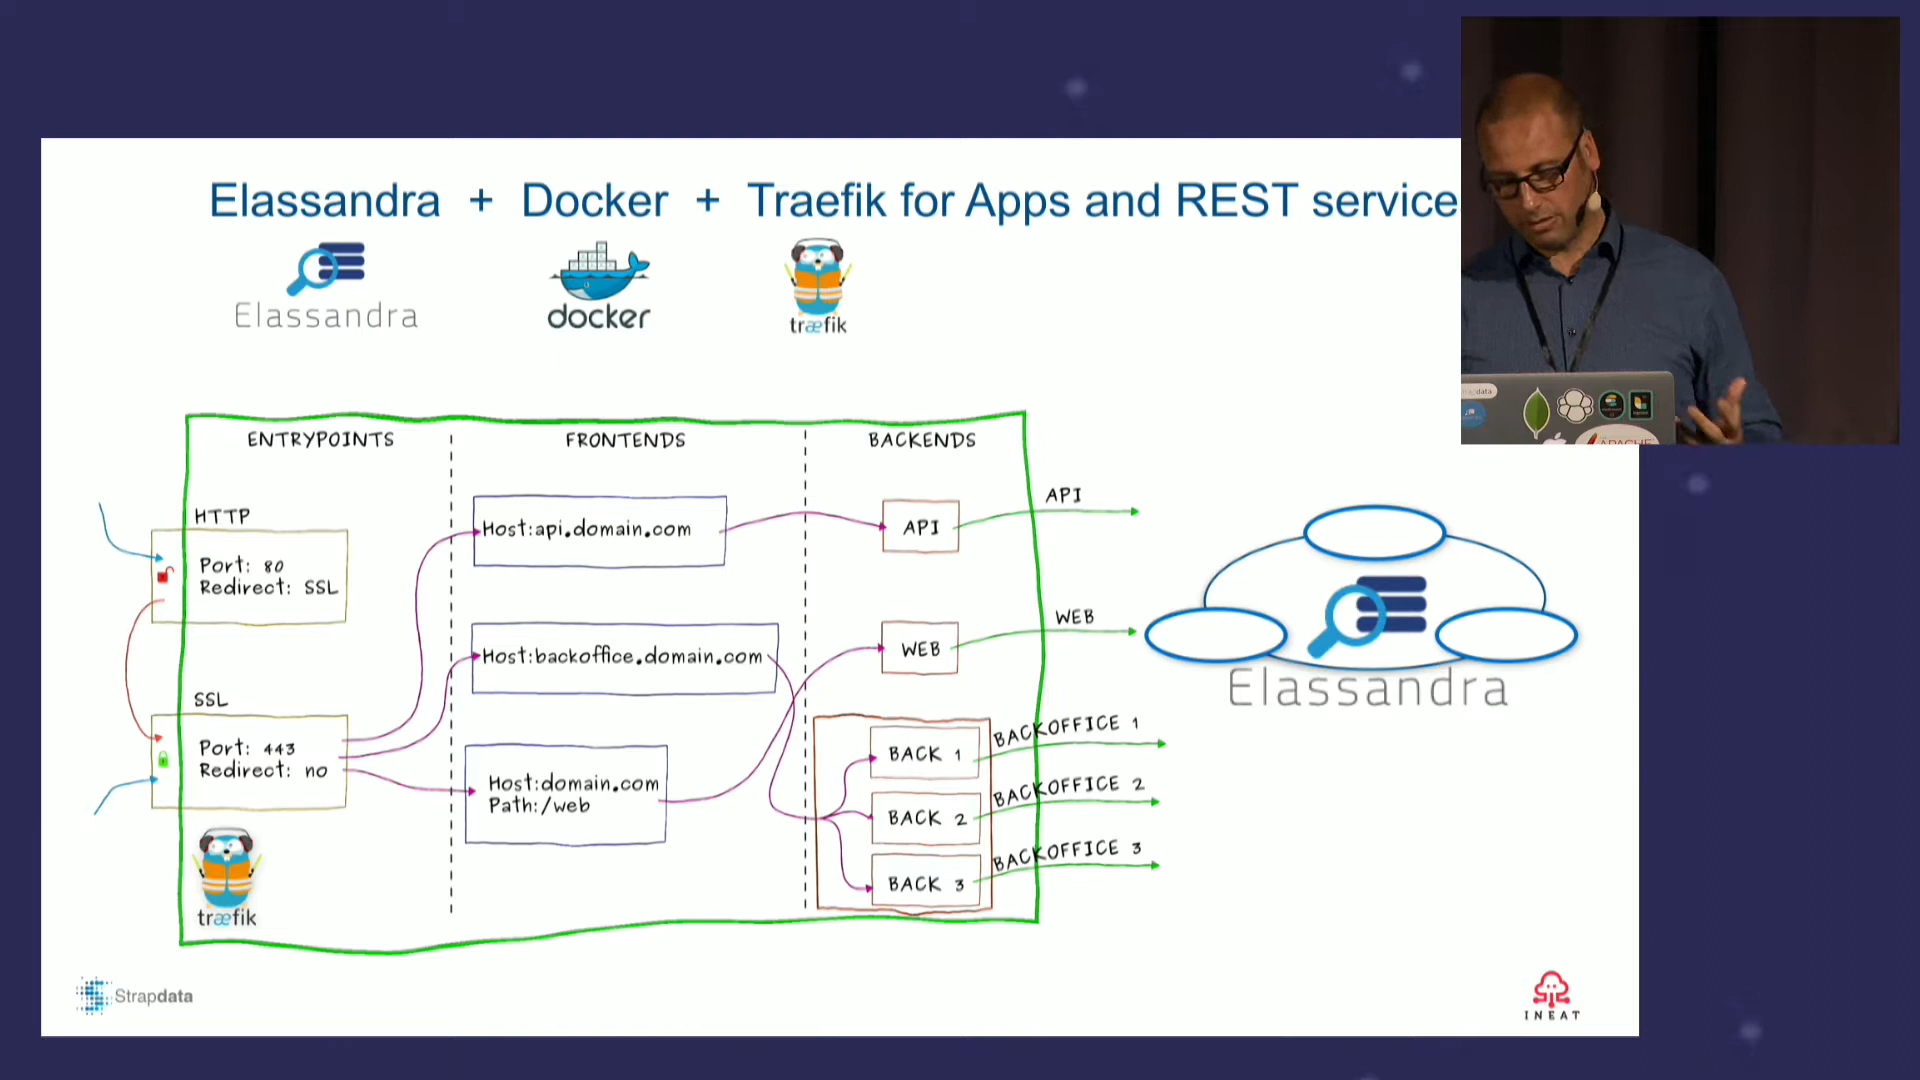 Elassandra + Docker + Traefik for Apps and REST service
Elassandra
docker
træfik
ENTRYPOINTS
FRONTENDS
BACKENDS
HTTP
Port: 80
Redirect: SSL
SSL
Port: 443
Redirect: no
træfik
Host:api.domain.com
Host:backoffice.domain.com
Host:domain.com
Path:/web
API
WEB
BACK 1
BACK 2
BACK 3
API
WEB
BACKOFFICE 1
BACKOFFICE 2
BACKOFFICE 3
Elassandra
Strapdata
INEAT
APACHE